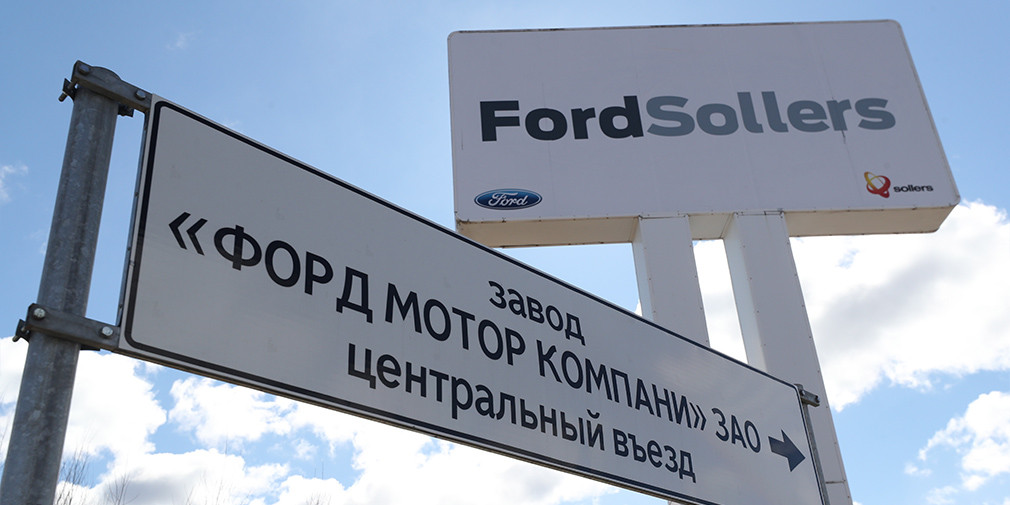 FordSollers
Ford
sollers
завод
«ФОРД МОТОР КОМПАНИ» ЗАО
центральный въезд